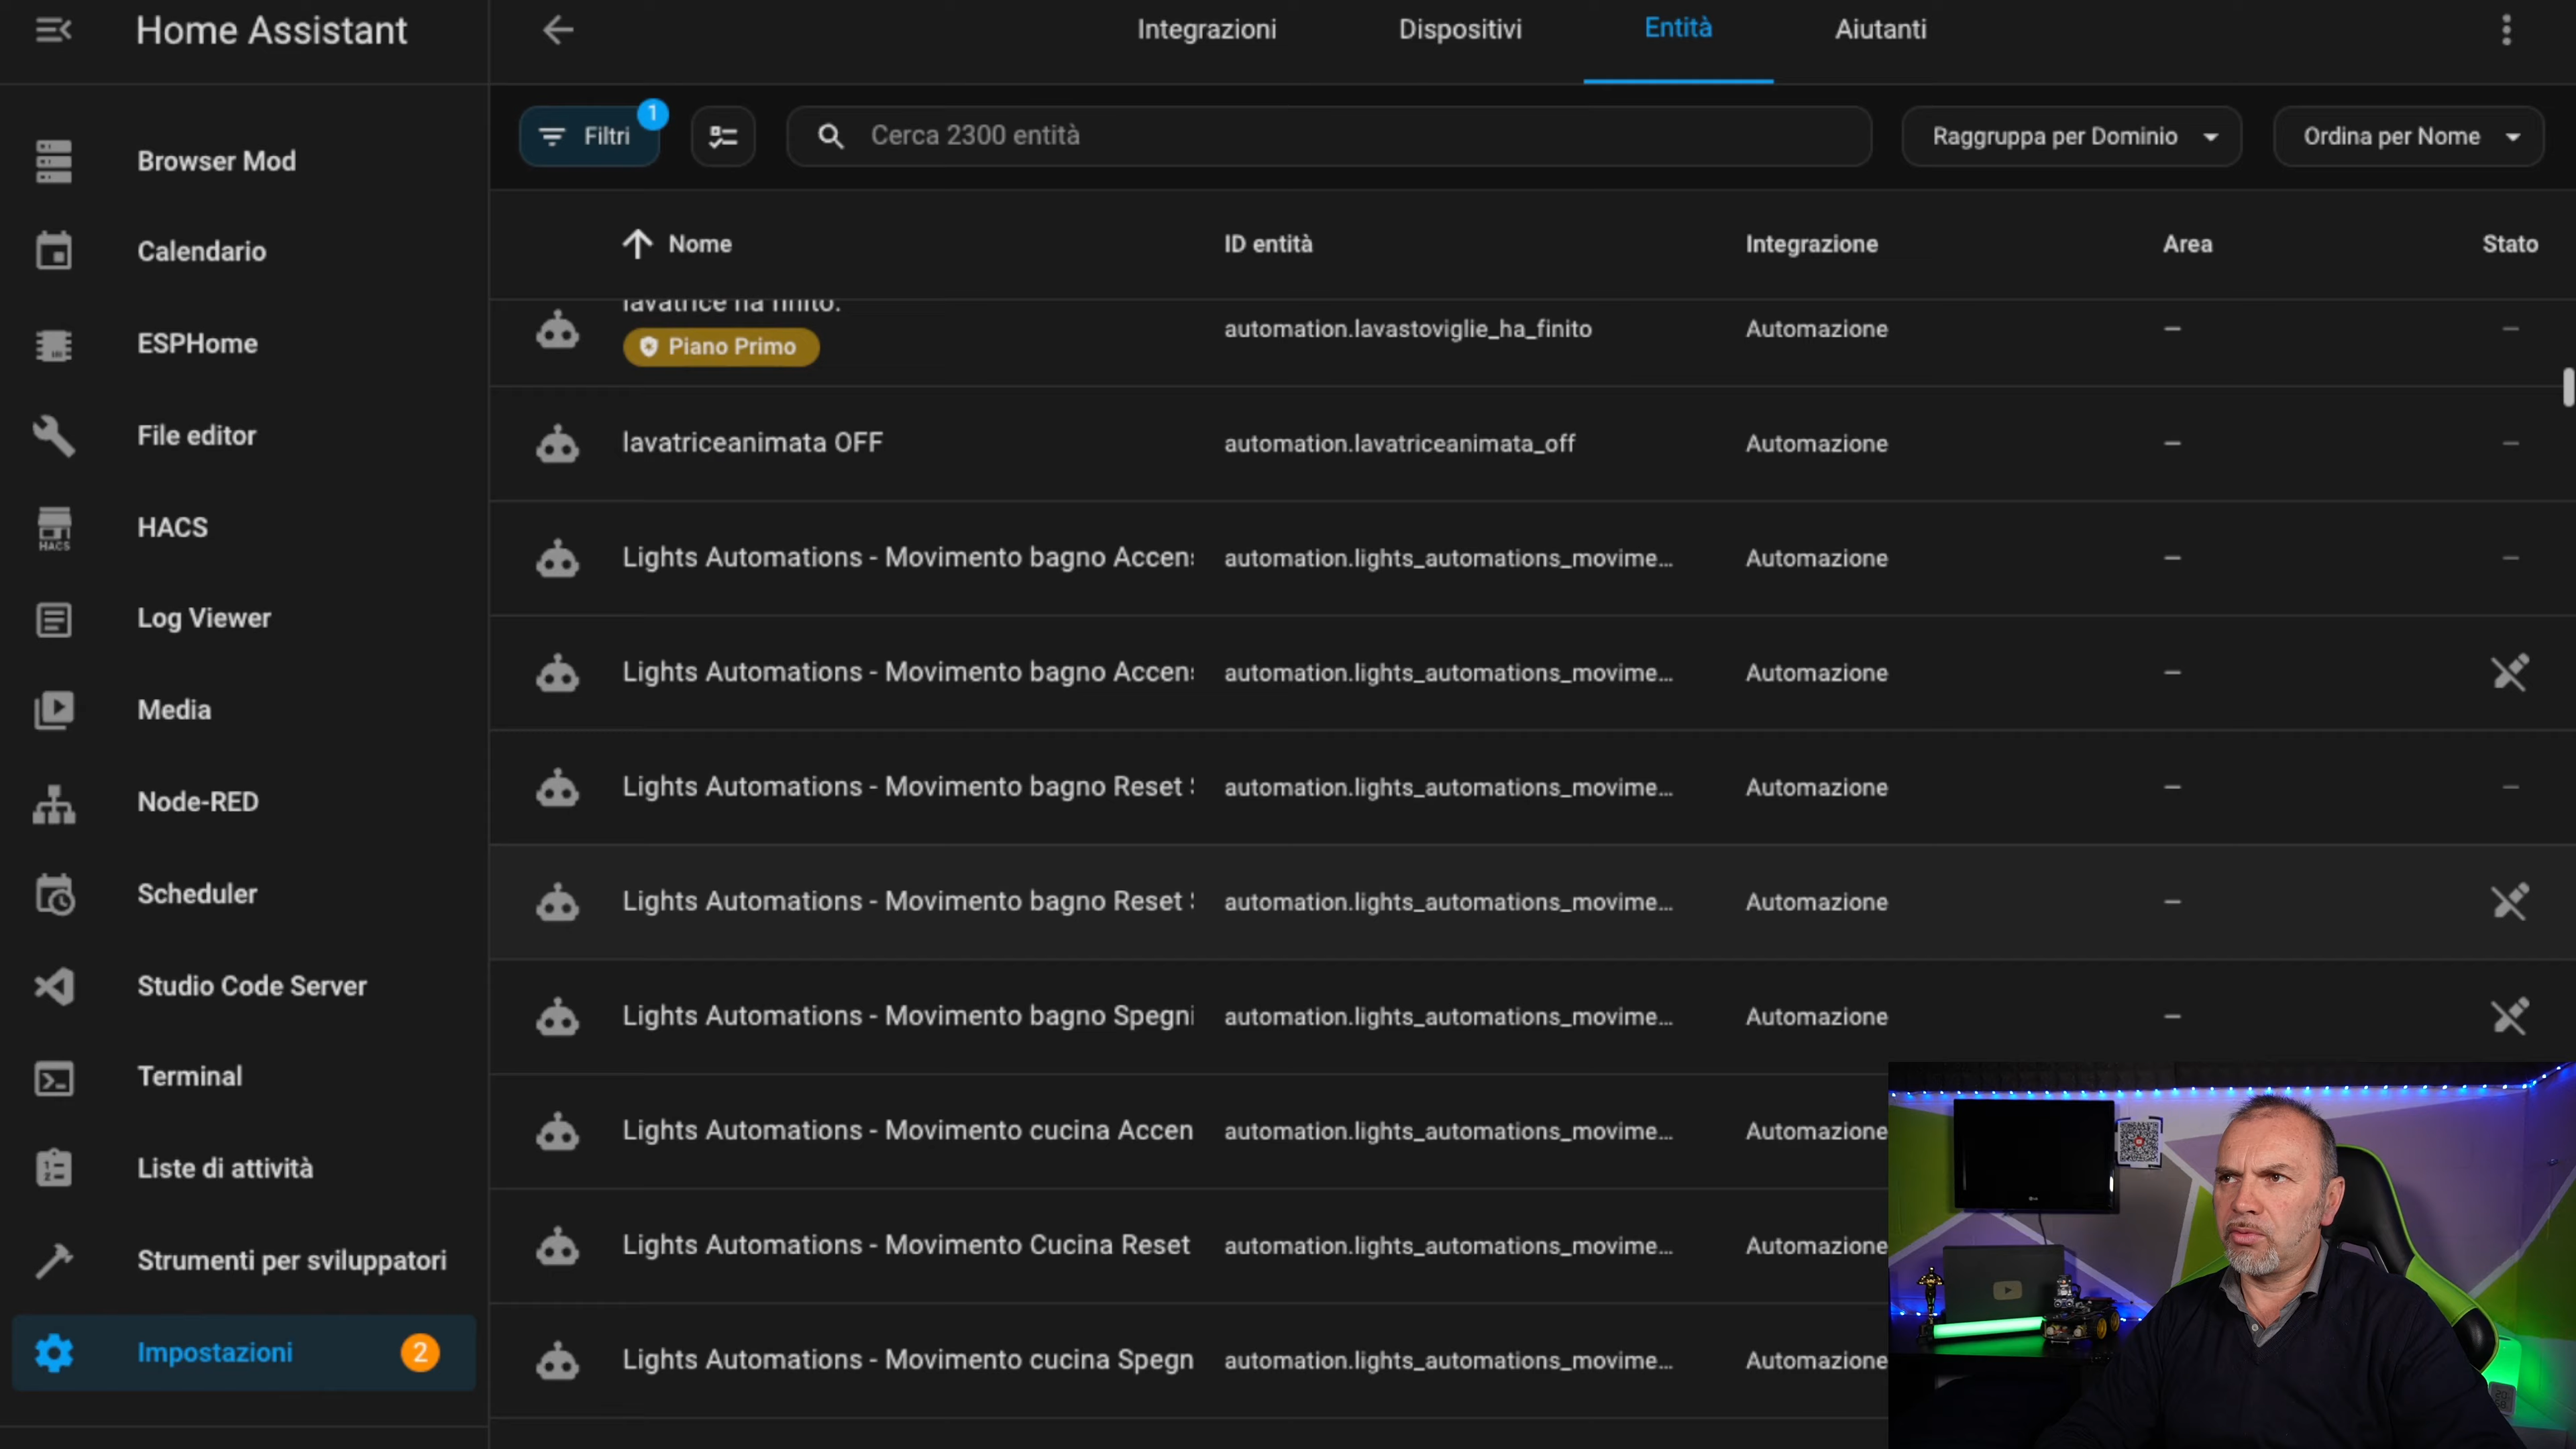 Home Assistant
Integrazioni
Dispositivi
Entità
Aiutanti
Browser Mod
Calendario
ESPHome
File editor
HACS
HACS
Log Viewer
Media
Node-RED
Scheduler
Studio Code Server
Terminal
Liste di attività
Strumenti per sviluppatori
Impostazioni
2
Filtri
1
Cerca 2300 entità
Raggruppa per Dominio
Ordina per Nome
Nome
ID entità
Integrazione
Area
Stato
lavatrice ha finito.
Piano Primo
automation.lavastoviglie_ha_finito
Automazione
—
—
lavatriceanimata OFF
automation.lavatriceanimata_off
Automazione
—
—
Lights Automations - Movimento bagno Accens
automation.lights_automations_movime...
Automazione
—
—
Lights Automations - Movimento bagno Accens
automation.lights_automations_movime...
Automazione
—
Lights Automations - Movimento bagno Reset
automation.lights_automations_movime...
Automazione
—
—
Lights Automations - Movimento bagno Reset
automation.lights_automations_movime...
Automazione
—
Lights Automations - Movimento bagno Spegni
automation.lights_automations_movime...
Automazione
—
Lights Automations - Movimento cucina Accen
automation.lights_automations_movime...
Automazione
Lights Automations - Movimento Cucina Reset
automation.lights_automations_movime...
Automazione
Lights Automations - Movimento cucina Spegn
automation.lights_automations_movime...
Automazione